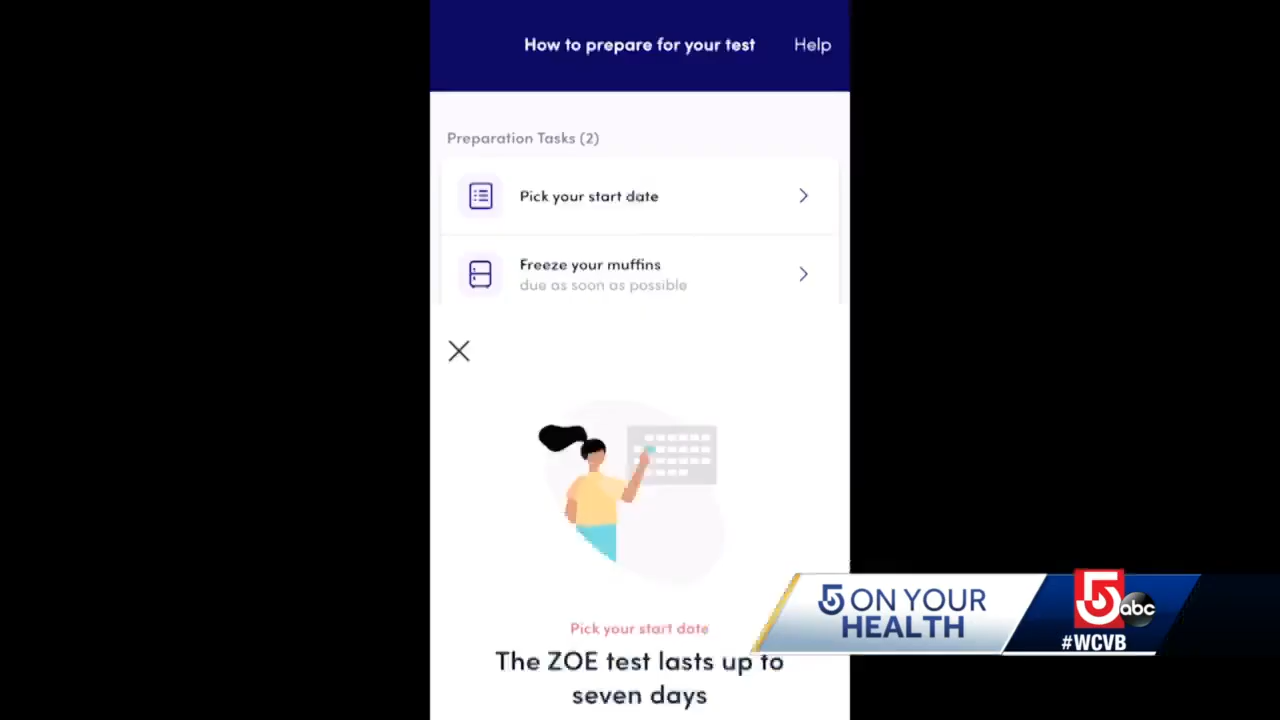 How to prepare for your test
Help
Preparation Tasks (2)
Pick your start date
Freeze your muffins
due as soon as possible
Pick your start date
The ZOE test lasts up to
seven days
5 ON YOUR
HEALTH
5 abc
#WCVB